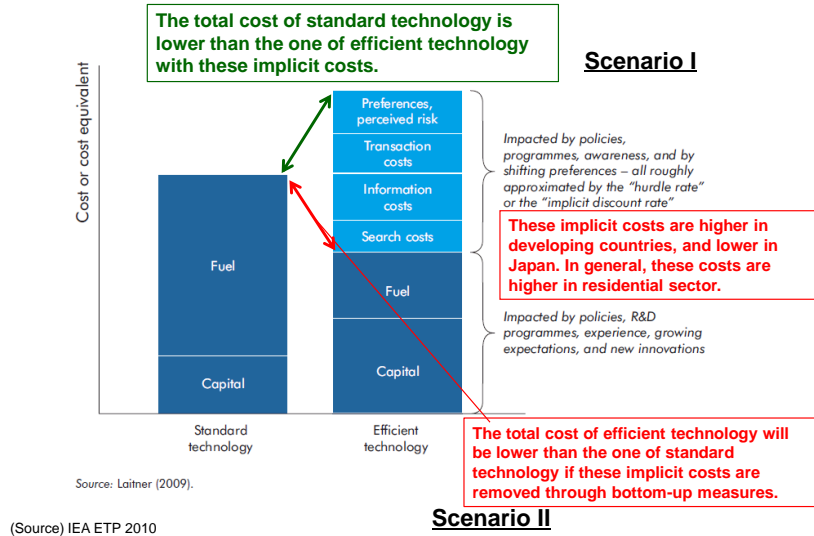 The total cost of standard technology is
lower than the one of efficient technology
with these implicit costs.
Scenario I
Cost or cost equivalent
Preferences,
perceived risk
Transaction
costs
Information
costs
Search costs
Fuel
Capital
Fuel
Capital
Impacted by policies,
programmes, awareness, and by
shifting preferences – all roughly
approximated by the “hurdle rate”
or the “implicit discount rate”
These implicit costs are higher in
developing countries, and lower in
Japan. In general, these costs are
higher in residential sector.
Impacted by policies, R&D
programmes, experience, growing
expectations, and new innovations
Standard
technology
Efficient
technology
The total cost of efficient technology will
be lower than the one of standard
technology if these implicit costs are
removed through bottom-up measures.
Source: Laitner (2009).
Scenario II
(Source) IEA ETP 2010